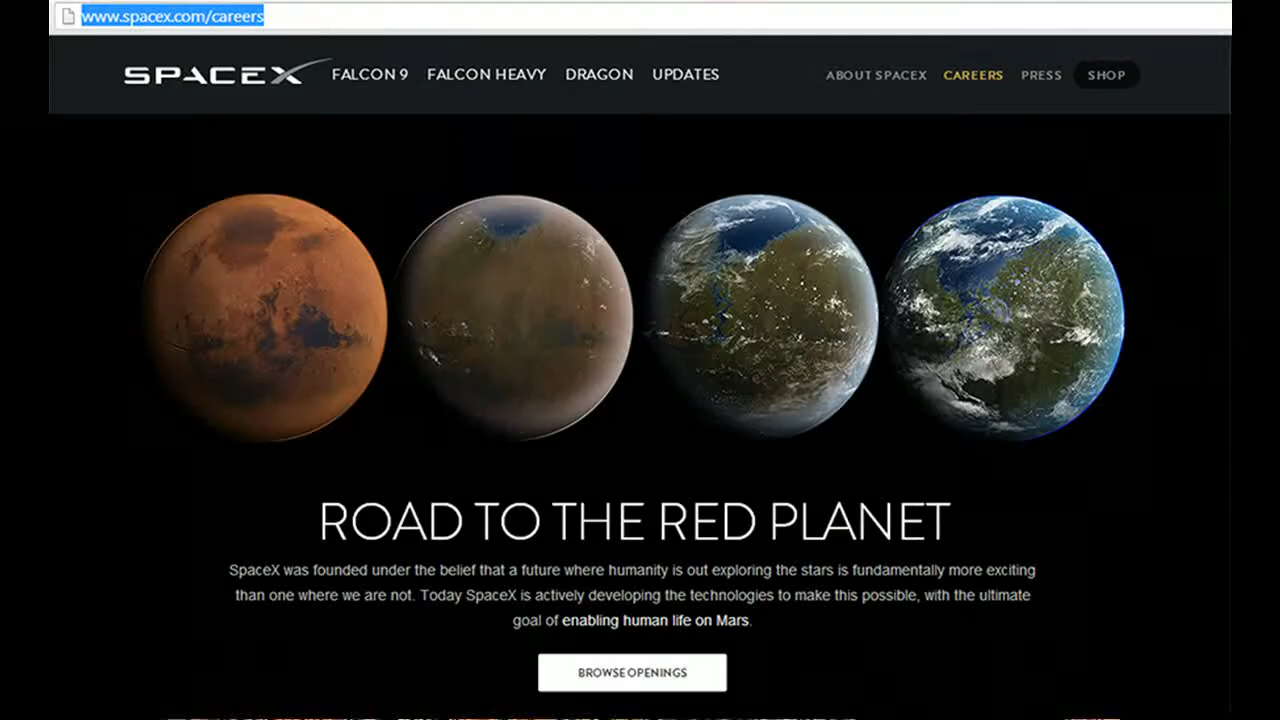 www.spacex.com/careers
SPACEX FALCON 9 FALCON HEAVY DRAGON UPDATES ABOUT SPACEX CAREERS PRESS SHOP
ROAD TO THE RED PLANET
SpaceX was founded under the belief that a future where humanity is out exploring the stars is fundamentally more exciting
than one where we are not. Today SpaceX is actively developing the technologies to make this possible, with the ultimate
goal of enabling human life on Mars.
BROWSE OPENINGS